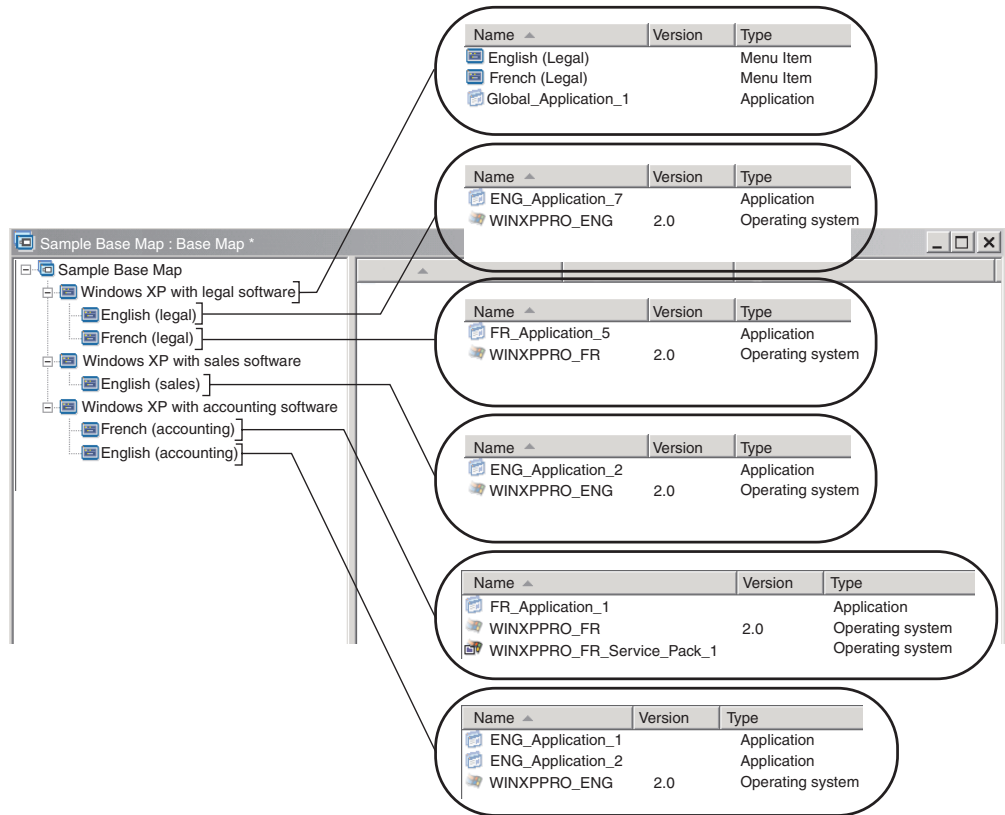 Name Version Type
English (Legal) Menu Item
French (Legal) Menu Item
Global_Application_1 Application
Name Version Type
ENG_Application_7 Application
WINXPPRO_ENG 2.0 Operating system
Sample Base Map : Base Map *
Sample Base Map
Windows XP with legal software
English (legal)
French (legal)
Windows XP with sales software
English (sales)
Windows XP with accounting software
French (accounting)
English (accounting)
Name Version Type
FR_Application_5 Application
WINXPPRO_FR 2.0 Operating system
Name Version Type
ENG_Application_2 Application
WINXPPRO_ENG 2.0 Operating system
Name Version Type
FR_Application_1 Application
WINXPPRO_FR 2.0 Operating system
WINXPPRO_FR_Service_Pack_1 Operating system
Name Version Type
ENG_Application_1 Application
ENG_Application_2 Application
WINXPPRO_ENG 2.0 Operating system